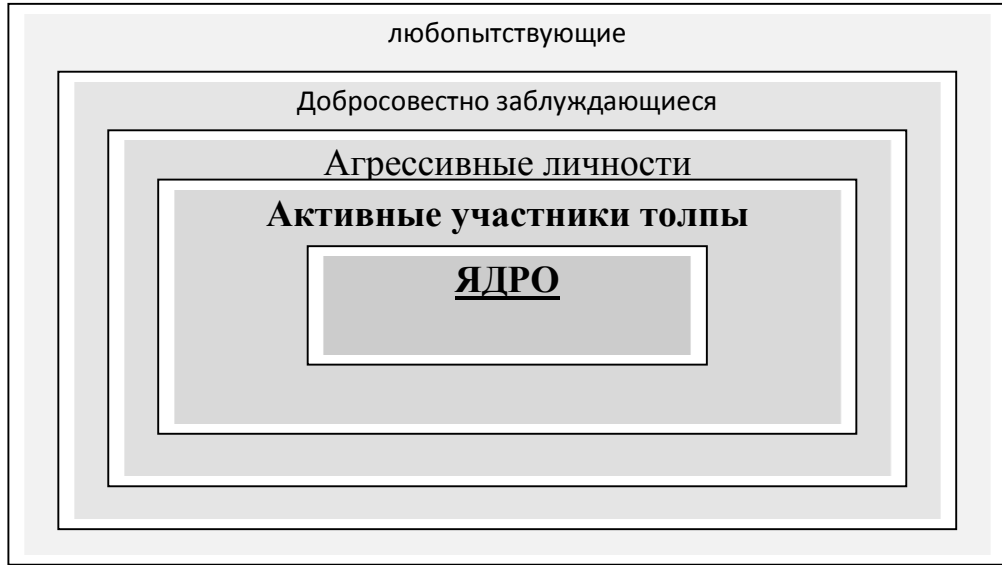 любопытствующие
Добросовестно заблуждающиеся
Агрессивные личности
Активные участники толпы
ЯДРО